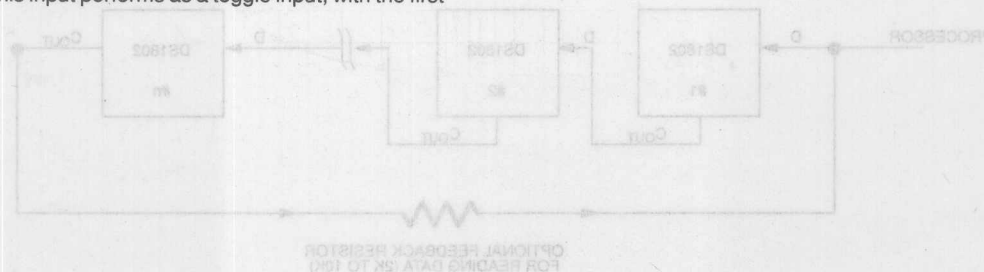 his input performs as a toggle input, with the first
PROCESSOR
D
DS1802
#1
COUT
D
DS1802
#2
COUT
D
DS1802
#m
COUT
OPTIONAL FEEDBACK RESISTOR
FOR READING DATA (2K TO 10K)